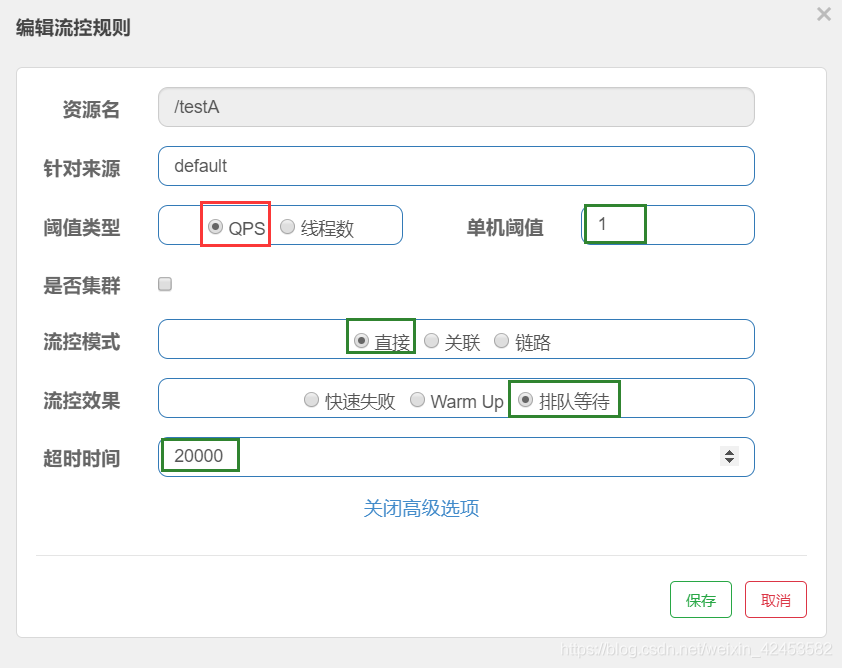 编辑流控规则 ×
资源名 /testA
针对来源 default
阈值类型 QPS 线程数 单机阈值 1
是否集群
流控模式 直接 关联 链路
流控效果 快速失败 Warm Up 排队等待
超时时间 20000
关闭高级选项
保存 取消
https://blog.csdn.net/weixin_42453582